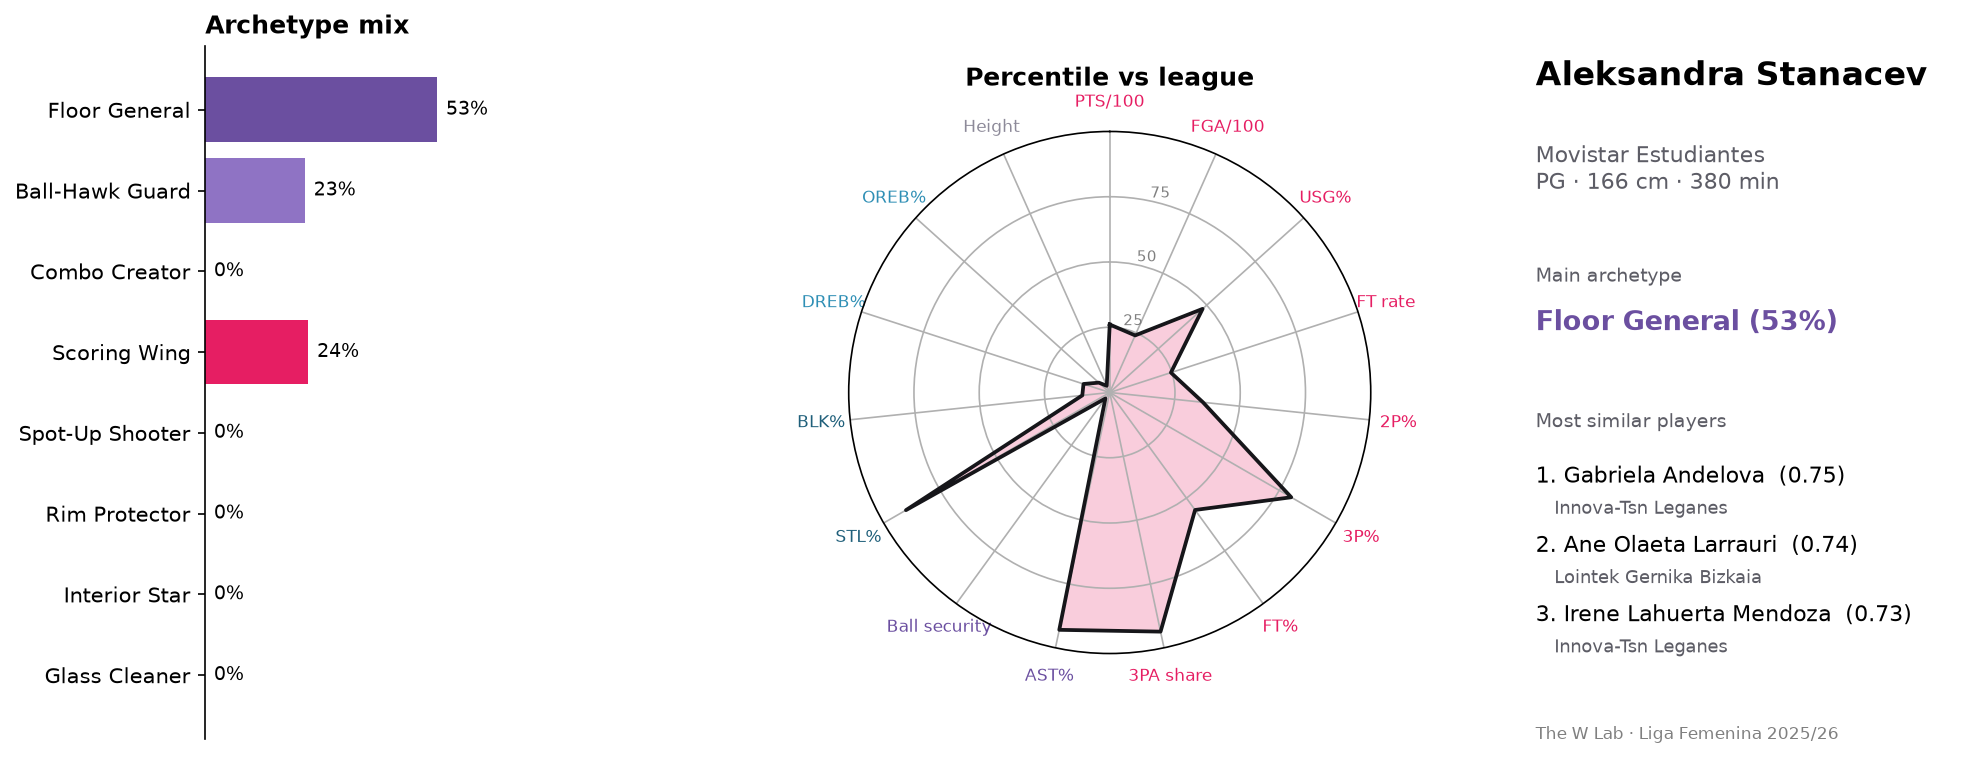 Archetype mix
Floor General 53%
Ball-Hawk Guard 23%
Combo Creator 0%
Scoring Wing 24%
Spot-Up Shooter 0%
Rim Protector 0%
Interior Star 0%
Glass Cleaner 0%
Percentile vs league
PTS/100
FGA/100
USG%
FT rate
2P%
3P%
FT%
3PA share
AST%
Ball security
STL%
BLK%
DREB%
OREB%
Height
25
50
75
Aleksandra Stanacev
Movistar Estudiantes
PG · 166 cm · 380 min
Main archetype
Floor General (53%)
Most similar players
1. Gabriela Andelova (0.75)
Innova-Tsn Leganes
2. Ane Olaeta Larrauri (0.74)
Lointek Gernika Bizkaia
3. Irene Lahuerta Mendoza (0.73)
Innova-Tsn Leganes
The W Lab · Liga Femenina 2025/26